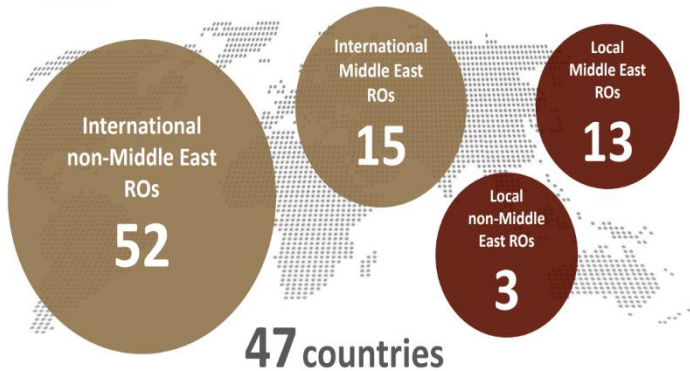 International
non-Middle East
ROs
52
International
Middle East
ROs
15
Local
Middle East
ROs
13
Local
non-Middle
East ROs
3
47 countries